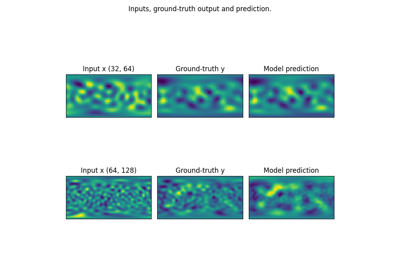 Inputs, ground-truth output and prediction.
Input x (32, 64) Ground-truth y Model prediction
Input x (64, 128) Ground-truth y Model prediction